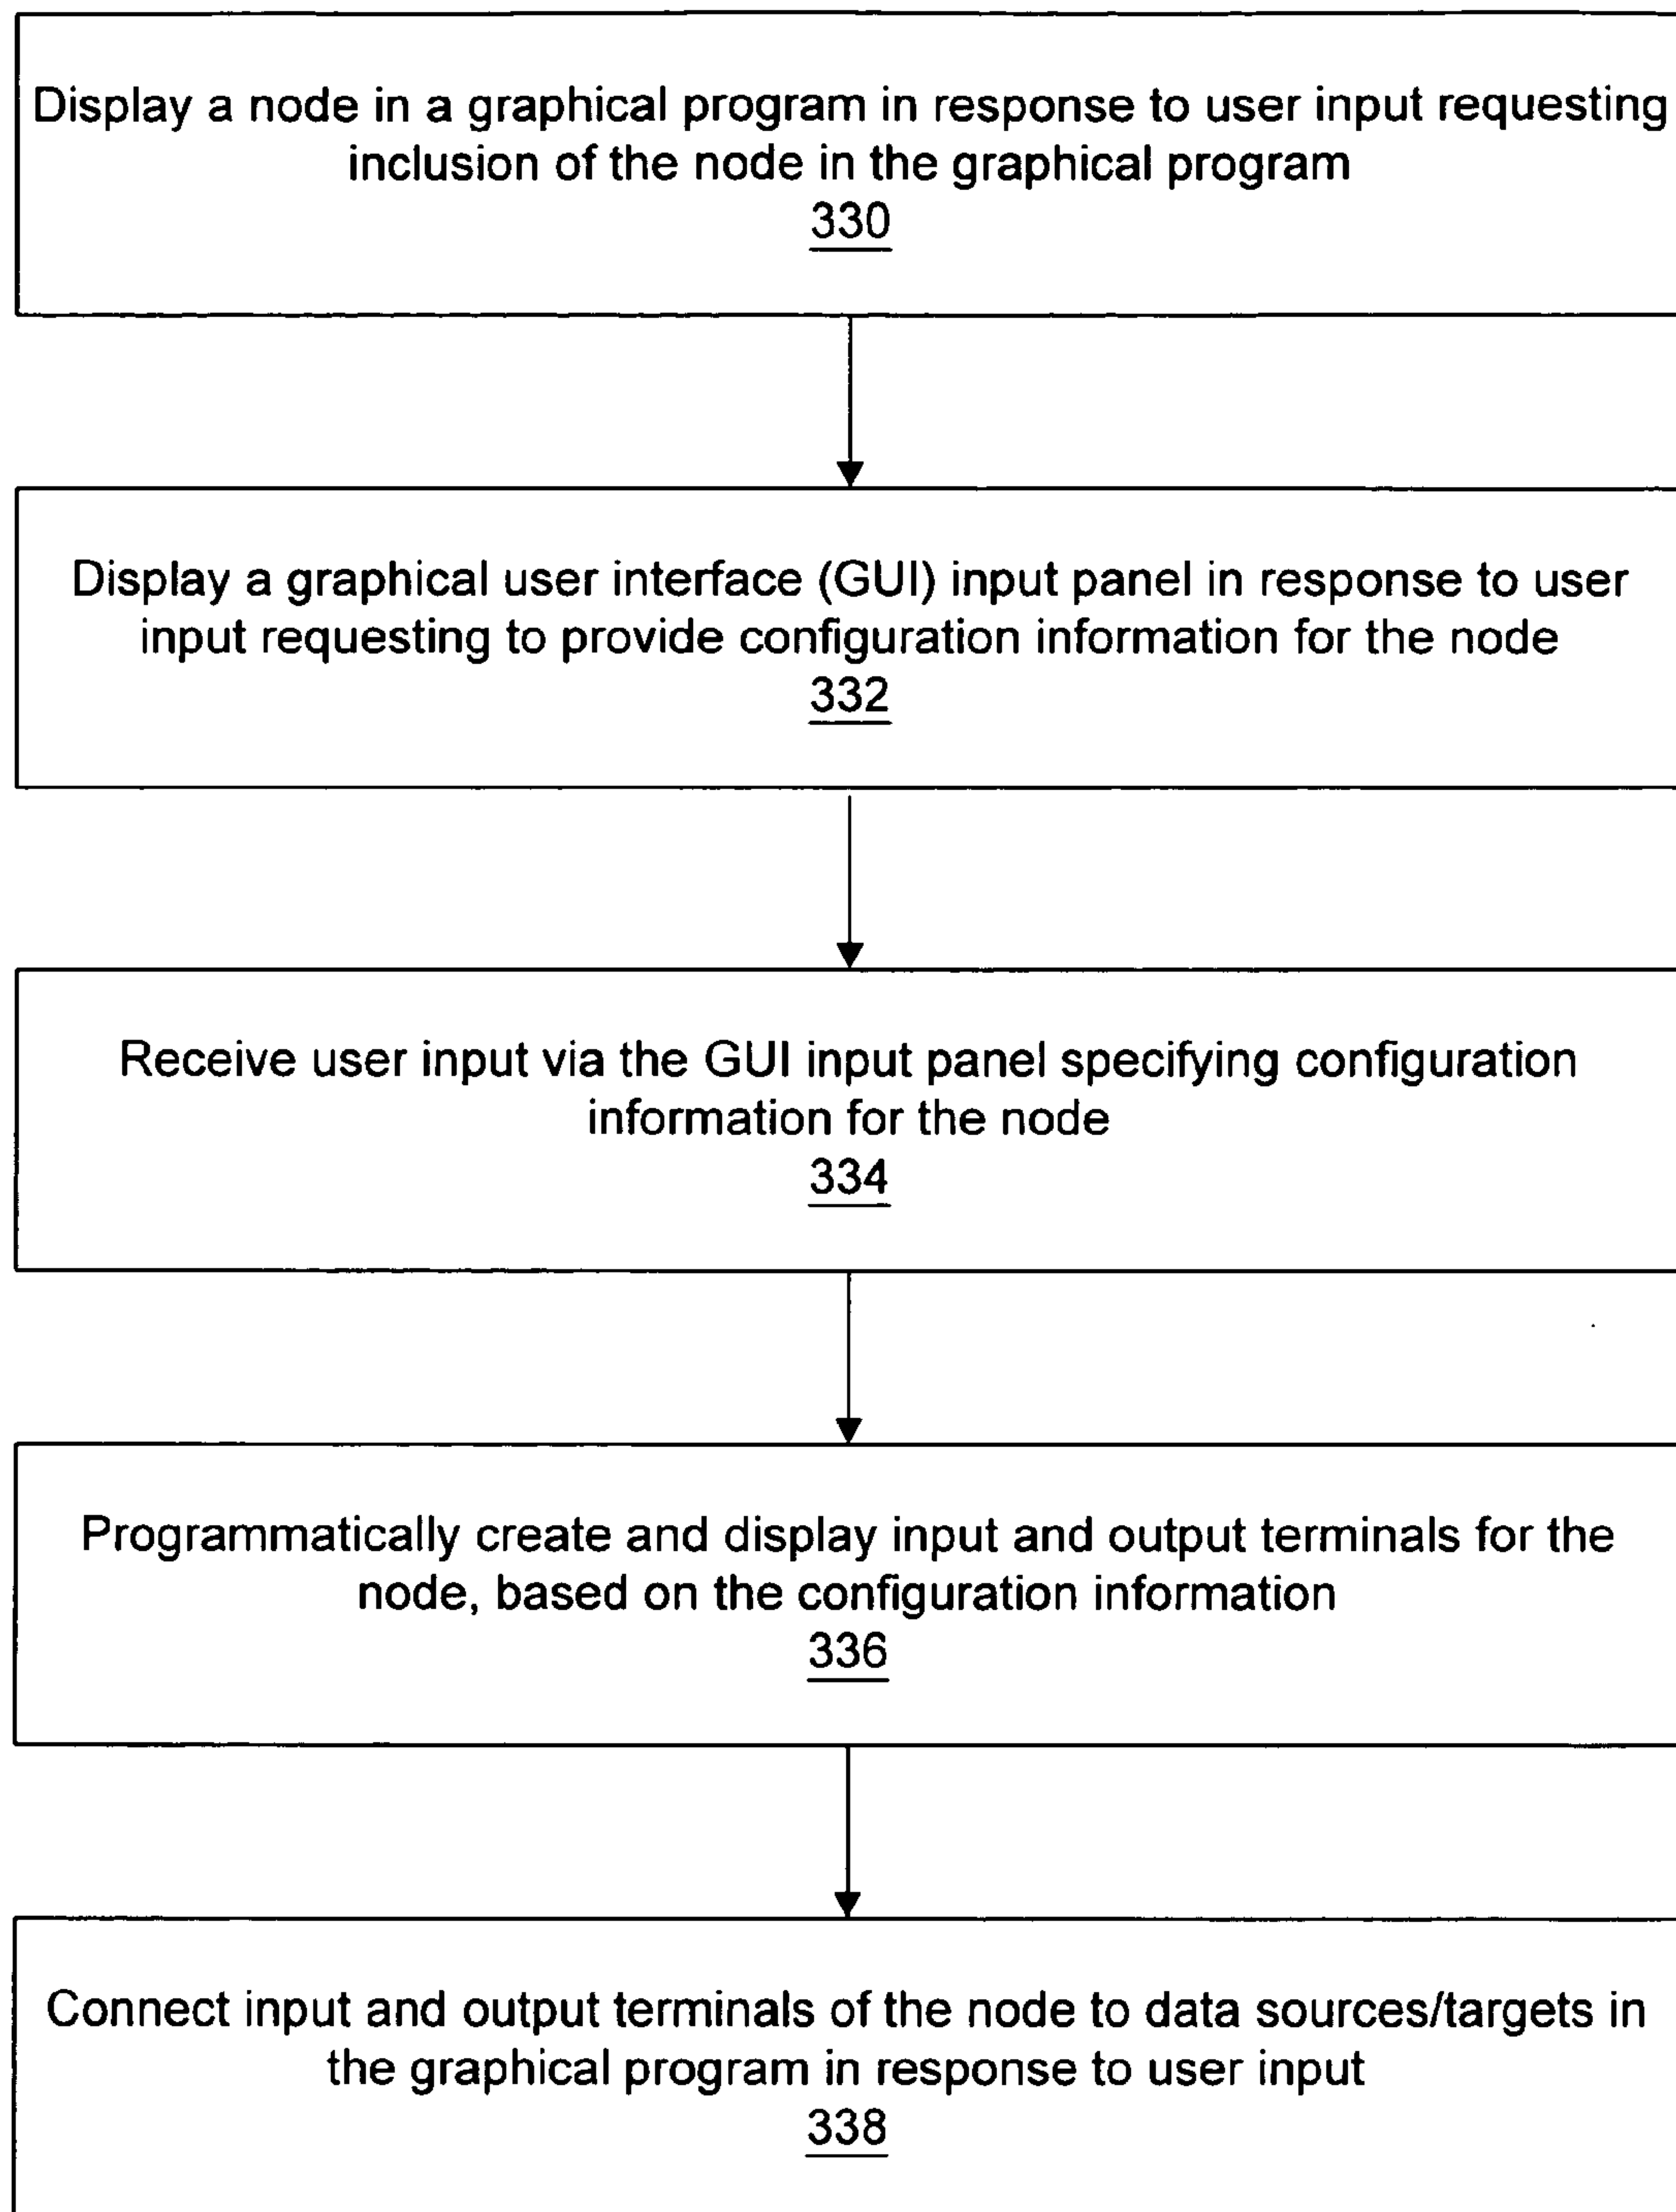 Display a node in a graphical program in response to user input requesting
inclusion of the node in the graphical program
330
Display a graphical user interface (GUI) input panel in response to user
input requesting to provide configuration information for the node
332
Receive user input via the GUI input panel specifying configuration
information for the node
334
Programmatically create and display input and output terminals for the
node, based on the configuration information
336
Connect input and output terminals of the node to data sources/targets in
the graphical program in response to user input
338